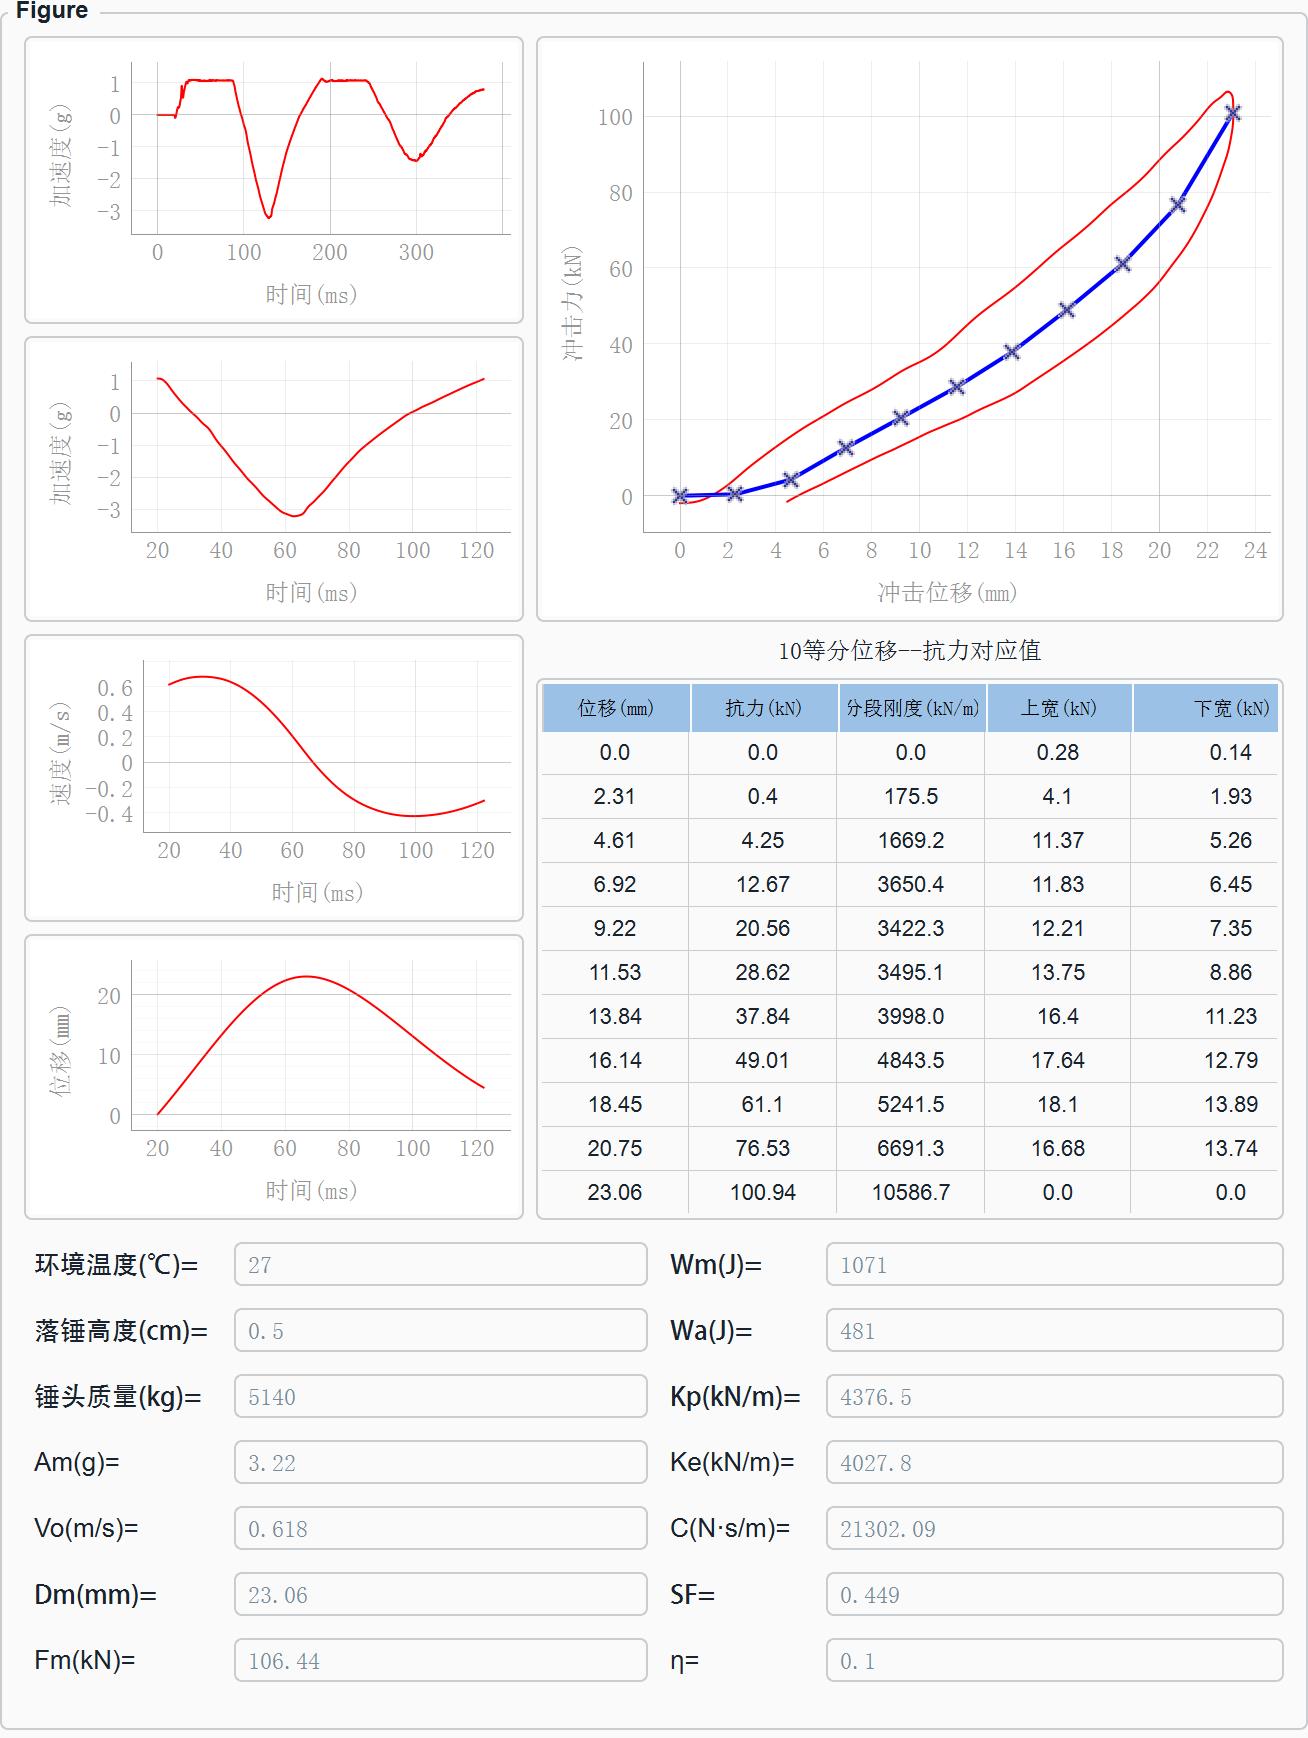 Figure
1
0
-1
-2
-3
加速度(g)
0 100 200 300
时间(ms)
1
0
-1
-2
-3
加速度(g)
20 40 60 80 100 120
时间(ms)
0.6
0.4
0.2
0
-0.2
-0.4
速度(m/s)
20 40 60 80 100 120
时间(ms)
20
10
0
位移(mm)
20 40 60 80 100 120
时间(ms)
100
80
60
40
20
0
冲击力(kN)
0 2 4 6 8 10 12 14 16 18 20 22 24
冲击位移(mm)
10等分位移--抗力对应值
位移(mm) 抗力(kN) 分段刚度(kN/m) 上宽(kN) 下宽(kN)
0.0 0.0 0.0 0.28 0.14
2.31 0.4 175.5 4.1 1.93
4.61 4.25 1669.2 11.37 5.26
6.92 12.67 3650.4 11.83 6.45
9.22 20.56 3422.3 12.21 7.35
11.53 28.62 3495.1 13.75 8.86
13.84 37.84 3998.0 16.4 11.23
16.14 49.01 4843.5 17.64 12.79
18.45 61.1 5241.5 18.1 13.89
20.75 76.53 6691.3 16.68 13.74
23.06 100.94 10586.7 0.0 0.0
环境温度(℃)= 27 Wm(J)= 1071
落锤高度(cm)= 0.5 Wa(J)= 481
锤头质量(kg)= 5140 Kp(kN/m)= 4376.5
Am(g)= 3.22 Ke(kN/m)= 4027.8
Vo(m/s)= 0.618 C(N·s/m)= 21302.09
Dm(mm)= 23.06 SF= 0.449
Fm(kN)= 106.44 η= 0.1